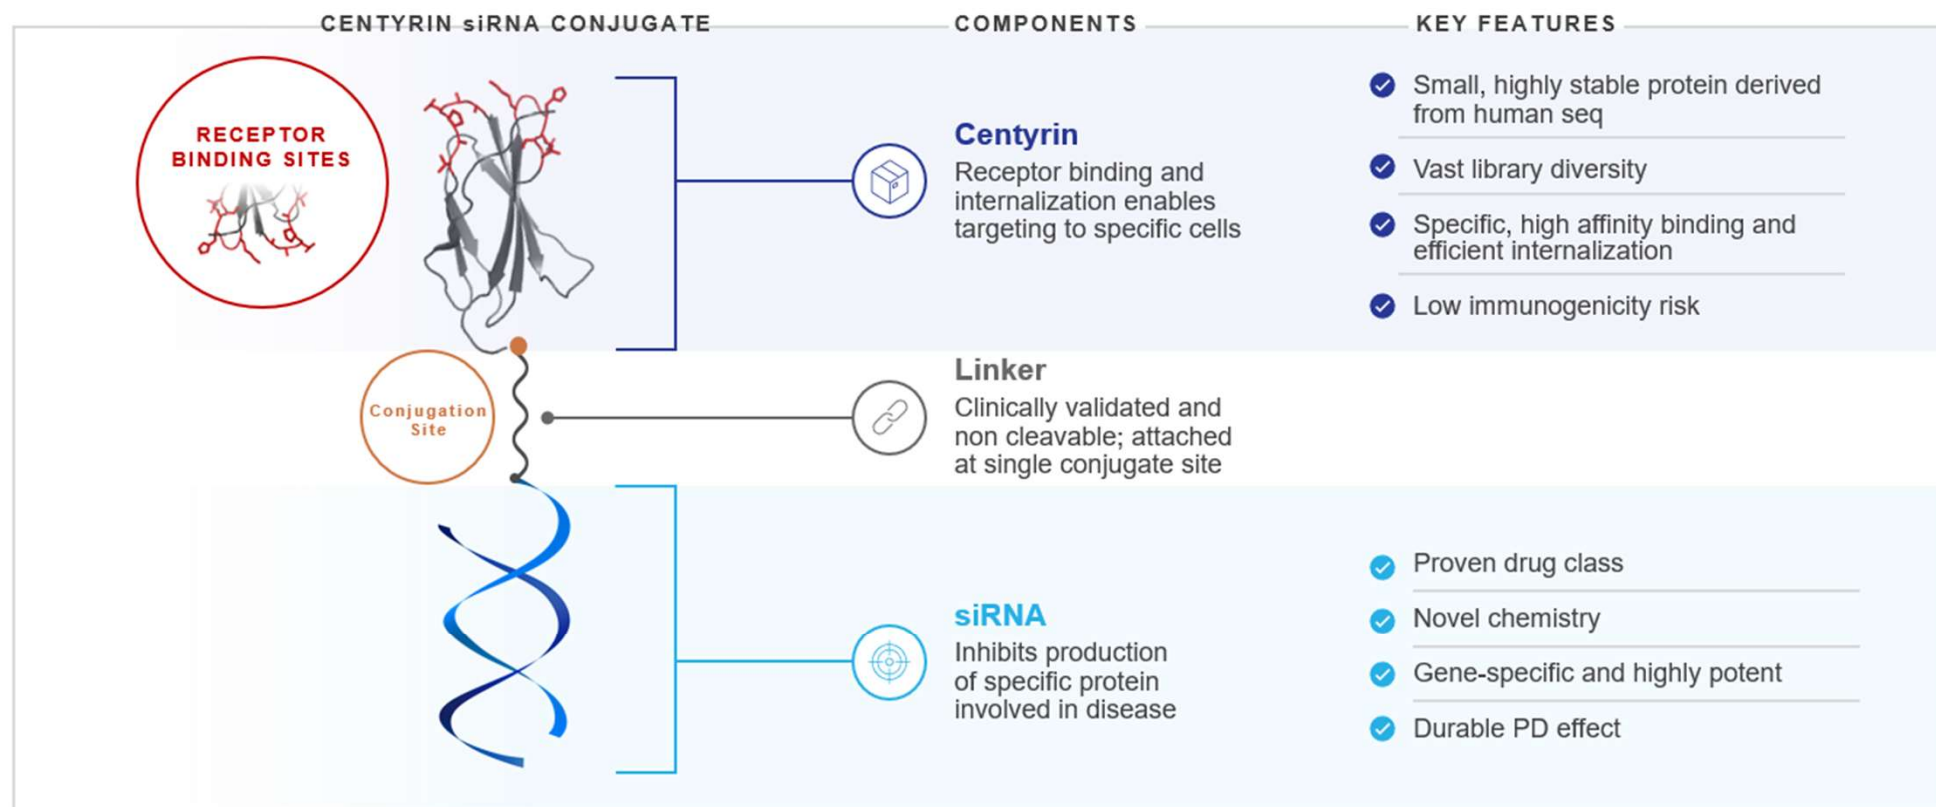 CENTYRIN siRNA CONJUGATE
COMPONENTS
KEY FEATURES
RECEPTOR
BINDING SITES
Centyrin
Receptor binding and
internalization enables
targeting to specific cells
Small, highly stable protein derived
from human seq
Vast library diversity
Specific, high affinity binding and
efficient internalization
Low immunogenicity risk
Conjugation
Site
Linker
Clinically validated and
non cleavable; attached
at single conjugate site
siRNA
Inhibits production
of specific protein
involved in disease
Proven drug class
Novel chemistry
Gene-specific and highly potent
Durable PD effect